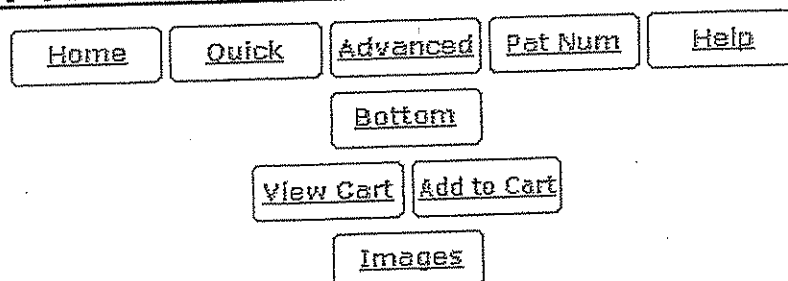 Home Quick Advanced Pat Num Help
Bottom
View Cart Add to Cart
Images